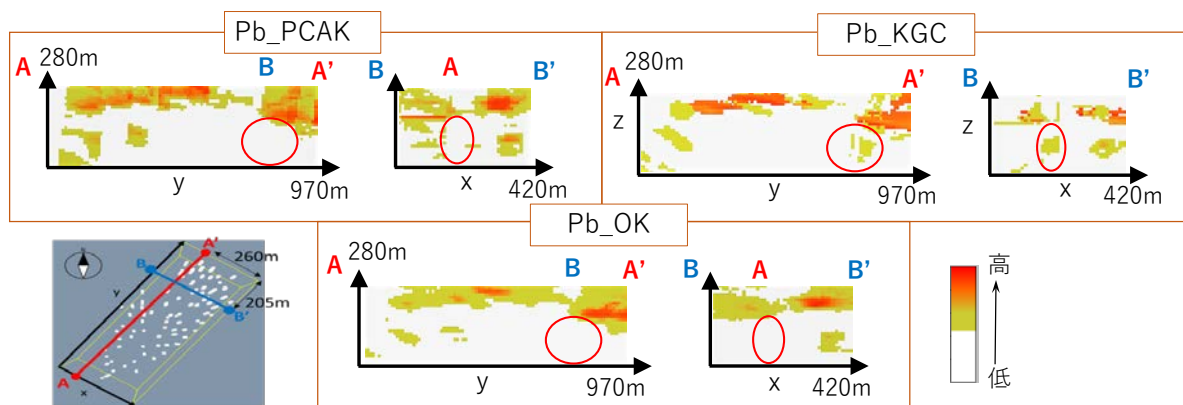 Pb_PCAK
A 280m B A'
y 970m
B A B'
x 420m
Pb_KGC
A 280m A'
z
y 970m
B B'
z
x 420m
A'
260m
B
y
205m
B'
A
x
Pb_OK
A 280m B A'
y 970m
B A B'
x 420m
高
低